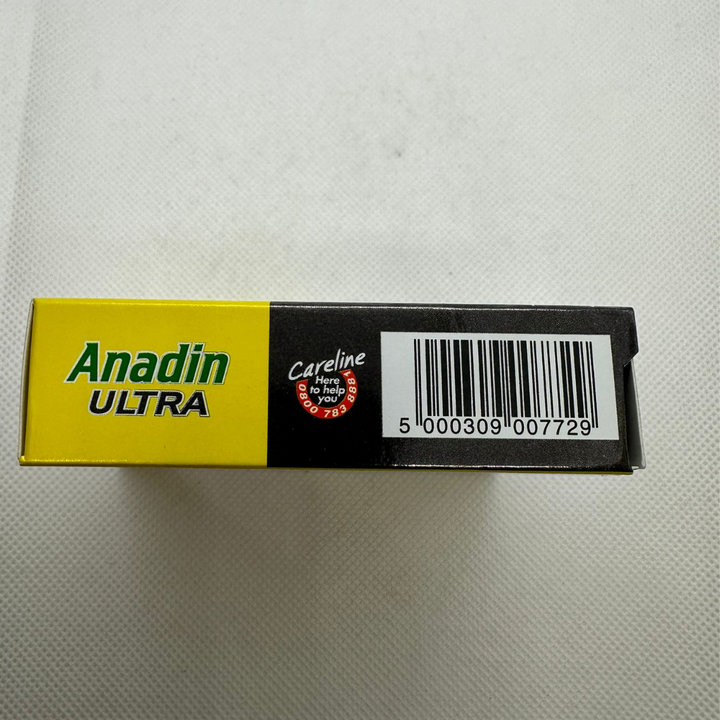 Anadin
ULTRA
Careline
Here
to help
you
0800 783 8881
5 000309 007729